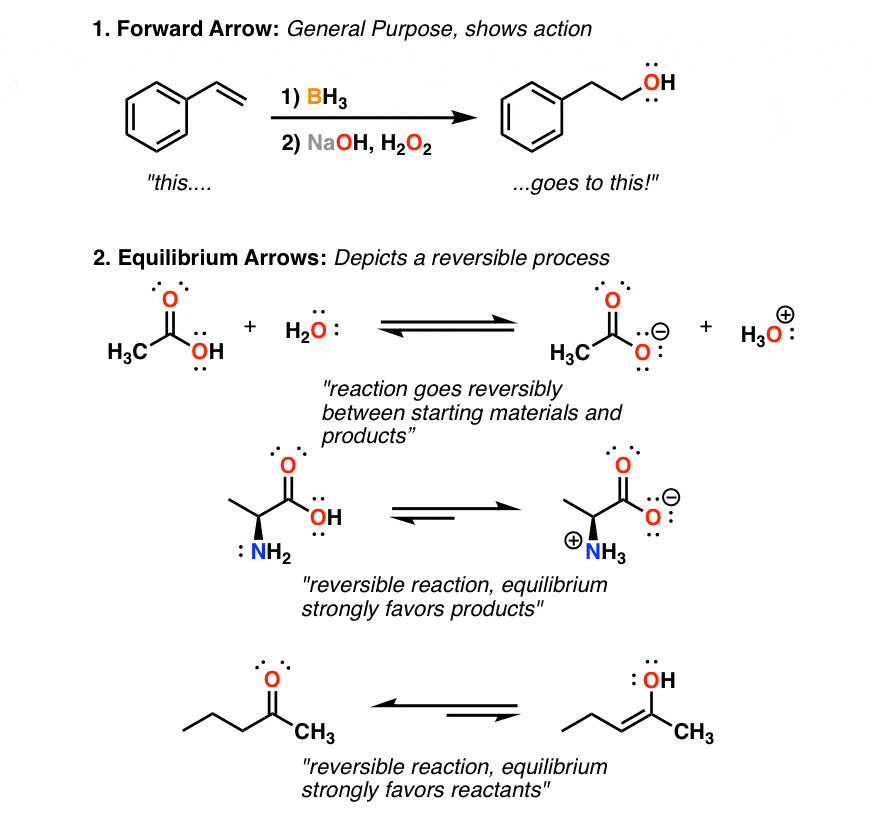 1. Forward Arrow: General Purpose, shows action
1) BH₃
2) NaOH, H₂O₂
OH
"this....
...goes to this!"
2. Equilibrium Arrows: Depicts a reversible process
O
O
H₃C
OH
+
H₂O
H₃C
O
⊖
+
H₃O
⊕
"reaction goes reversibly
between starting materials and
products”
O
OH
NH₂
O
O
⊖
⊕
NH₃
"reversible reaction, equilibrium
strongly favors products"
O
CH₃
OH
CH₃
"reversible reaction, equilibrium
strongly favors reactants"